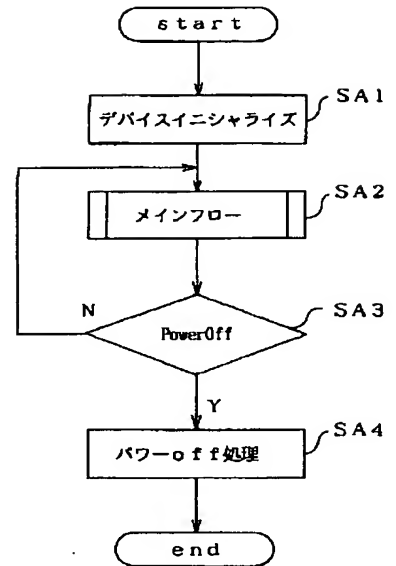 start
デバイスイニシャライズ
SA1
メインフロー
SA2
N
PowerOff
SA3
Y
パワーoff処理
SA4
end